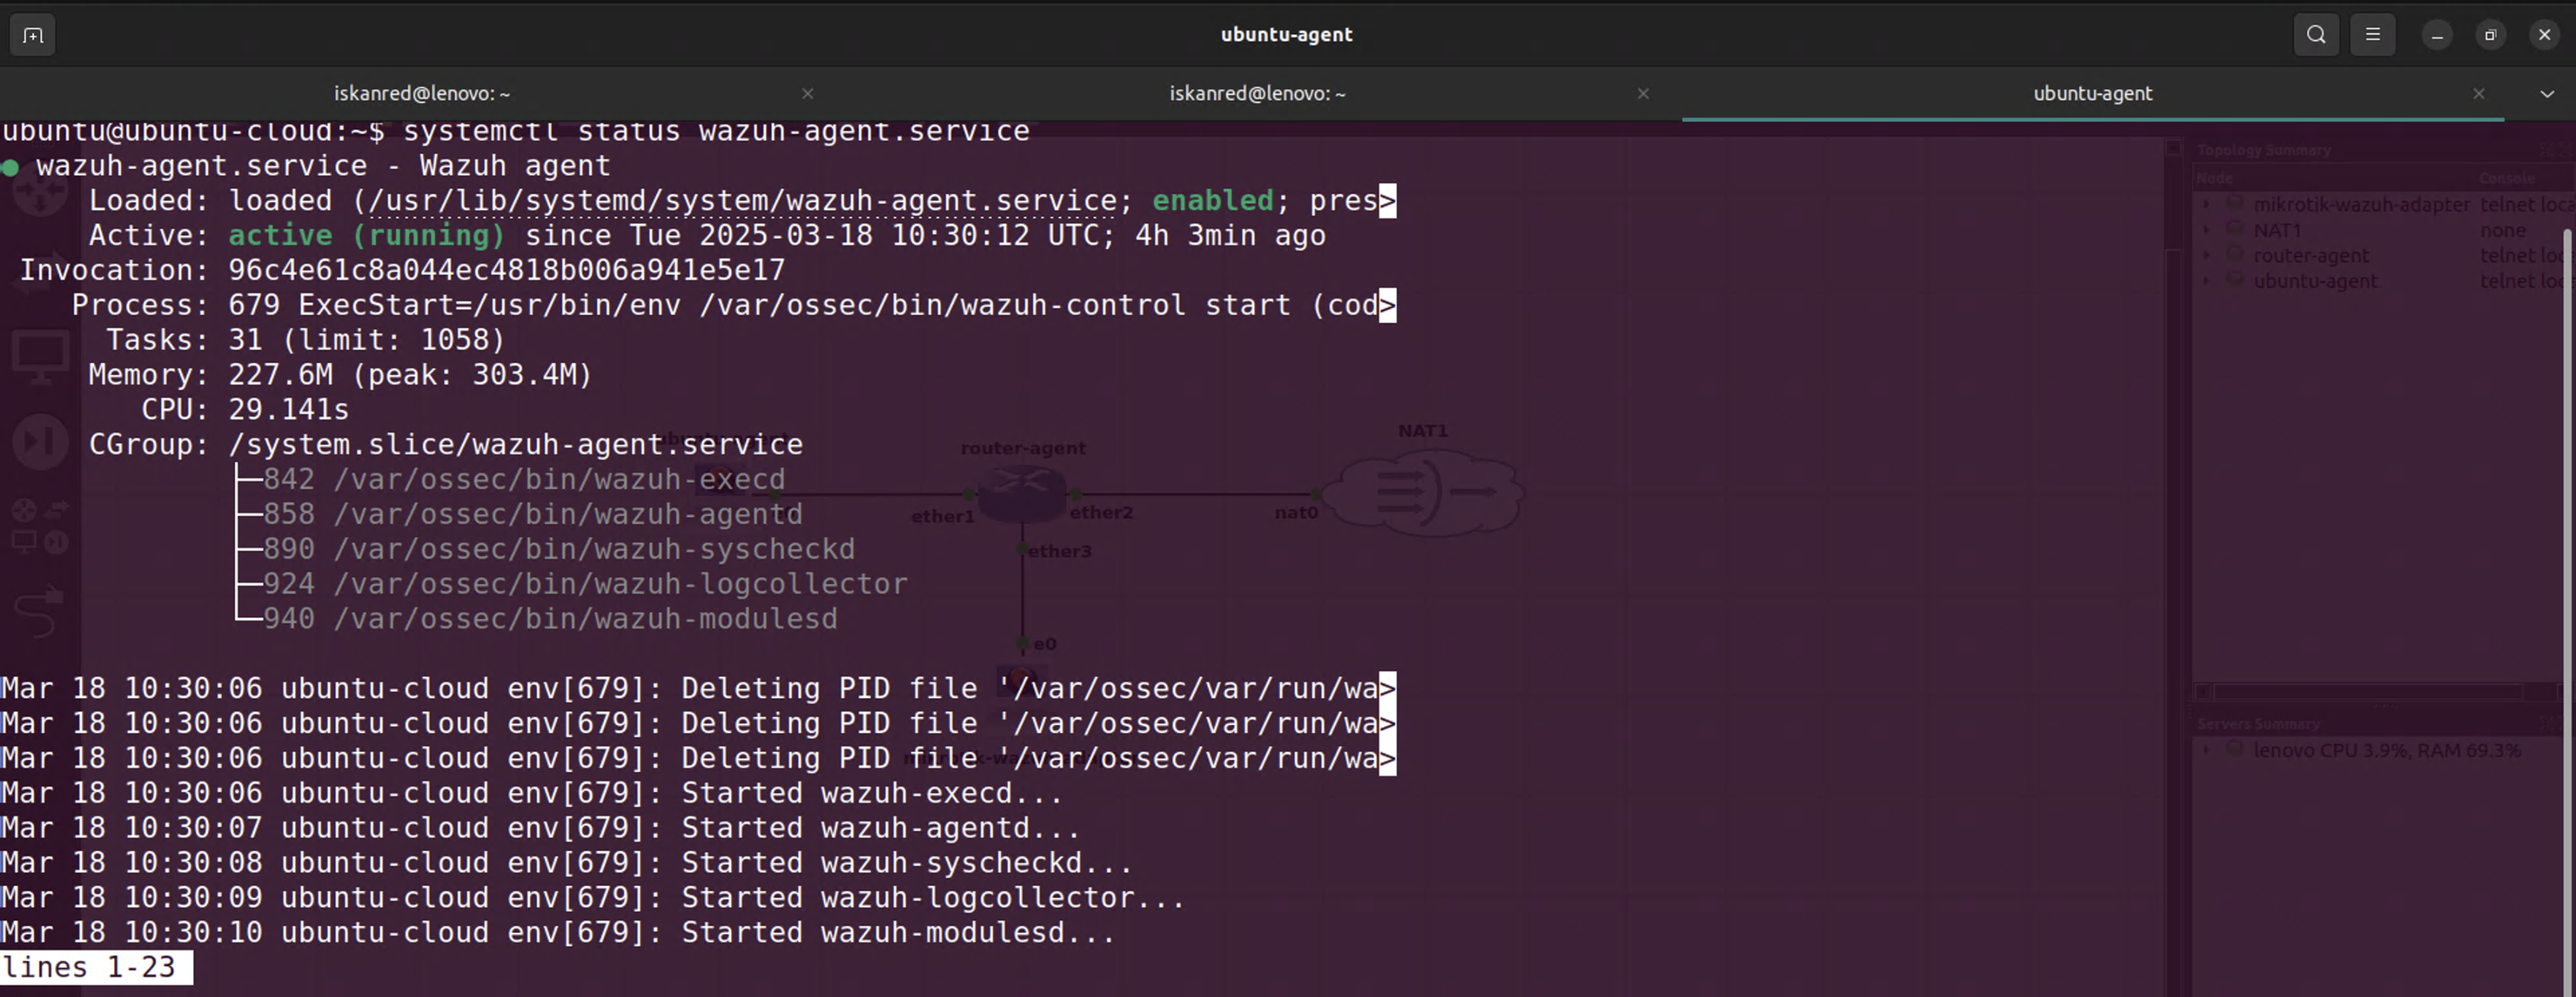 ubuntu-agent
iskanred@lenovo: ~
iskanred@lenovo: ~
ubuntu-agent
ubuntu@ubuntu-cloud:~$ systemctl status wazuh-agent.service
● wazuh-agent.service - Wazuh agent
Loaded: loaded (/usr/lib/systemd/system/wazuh-agent.service; enabled; pres>
Active: active (running) since Tue 2025-03-18 10:30:12 UTC; 4h 3min ago
Invocation: 96c4e61c8a044ec4818b006a941e5e17
Process: 679 ExecStart=/usr/bin/env /var/ossec/bin/wazuh-control start (cod>
Tasks: 31 (limit: 1058)
Memory: 227.6M (peak: 303.4M)
CPU: 29.141s
CGroup: /system.slice/wazuh-agent.service
├─842 /var/ossec/bin/wazuh-execd
├─858 /var/ossec/bin/wazuh-agentd
├─890 /var/ossec/bin/wazuh-syscheckd
├─924 /var/ossec/bin/wazuh-logcollector
└─940 /var/ossec/bin/wazuh-modulesd
Mar 18 10:30:06 ubuntu-cloud env[679]: Deleting PID file '/var/ossec/var/run/wa>
Mar 18 10:30:06 ubuntu-cloud env[679]: Deleting PID file '/var/ossec/var/run/wa>
Mar 18 10:30:06 ubuntu-cloud env[679]: Deleting PID file '/var/ossec/var/run/wa>
Mar 18 10:30:06 ubuntu-cloud env[679]: Started wazuh-execd...
Mar 18 10:30:07 ubuntu-cloud env[679]: Started wazuh-agentd...
Mar 18 10:30:08 ubuntu-cloud env[679]: Started wazuh-syscheckd...
Mar 18 10:30:09 ubuntu-cloud env[679]: Started wazuh-logcollector...
Mar 18 10:30:10 ubuntu-cloud env[679]: Started wazuh-modulesd...
lines 1-23
router-agent
NAT1
ether1
ether2
nat0
ether3
e0
Topology Summary
Node Console
mikrotik-wazuh-adapter telnet loca
NAT1 none
router-agent telnet loc
ubuntu-agent telnet loc
Servers Summary
lenovo CPU 3.9%, RAM 69.3%